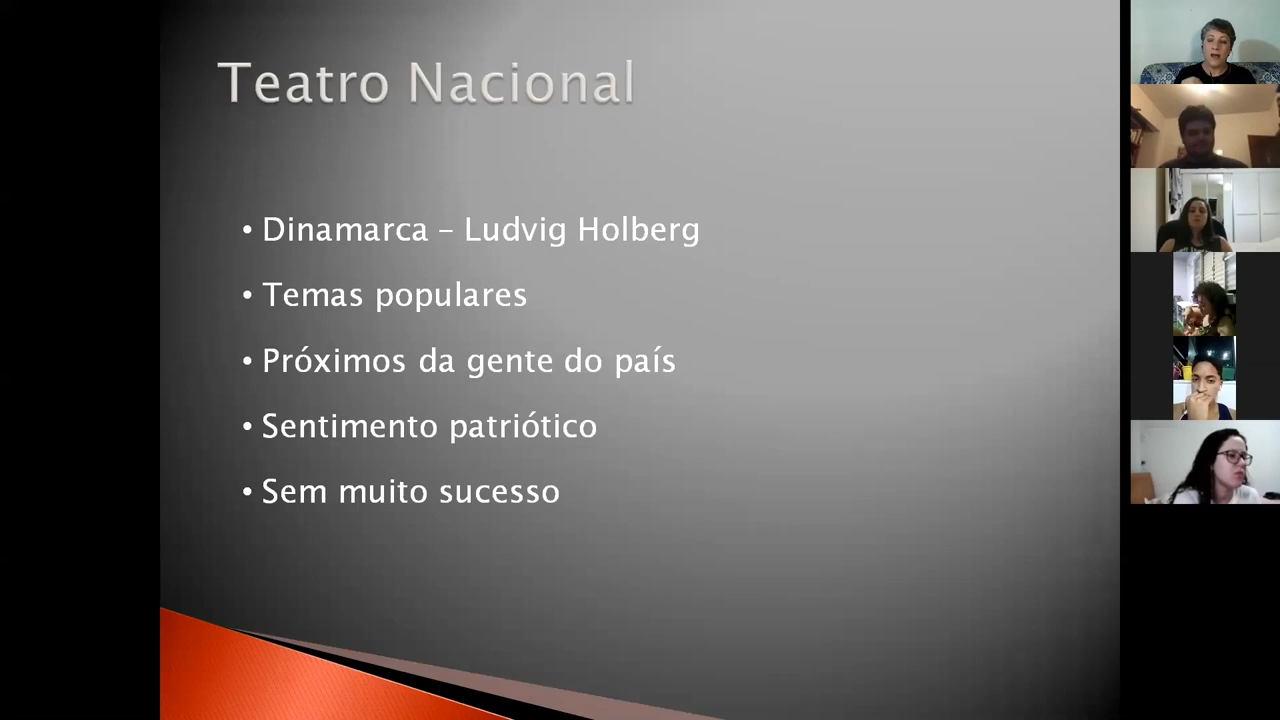 Teatro Nacional
• Dinamarca – Ludvig Holberg
• Temas populares
• Próximos da gente do país
• Sentimento patriótico
• Sem muito sucesso